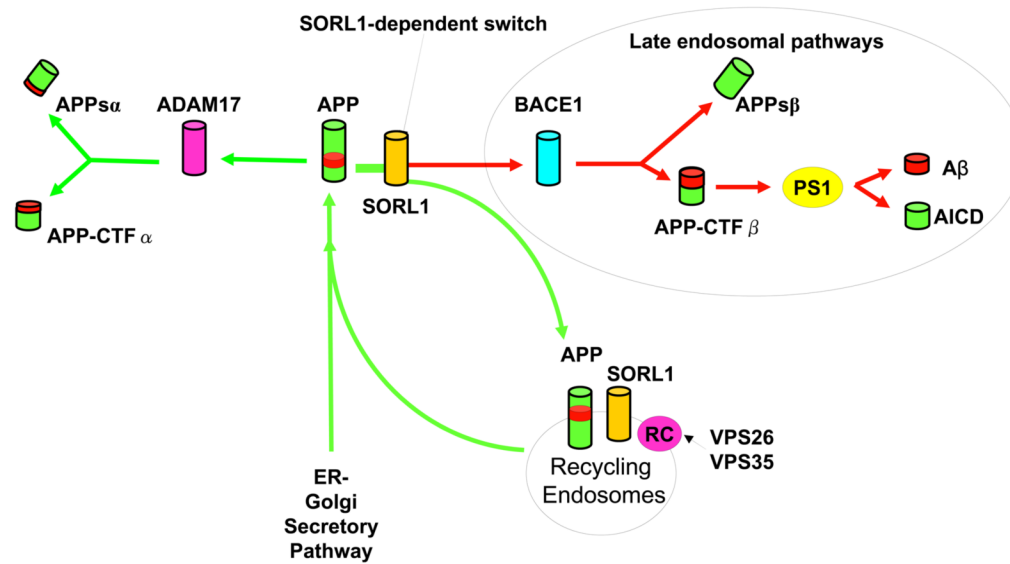 SORL1-dependent switch
Late endosomal pathways
APPsα
ADAM17
APP
BACE1
APPsβ
SORL1
PS1
Aβ
APP-CTF α
APP-CTF β
AICD
APP
SORL1
RC
VPS26
VPS35
Recycling
Endosomes
ER-
Golgi
Secretory
Pathway